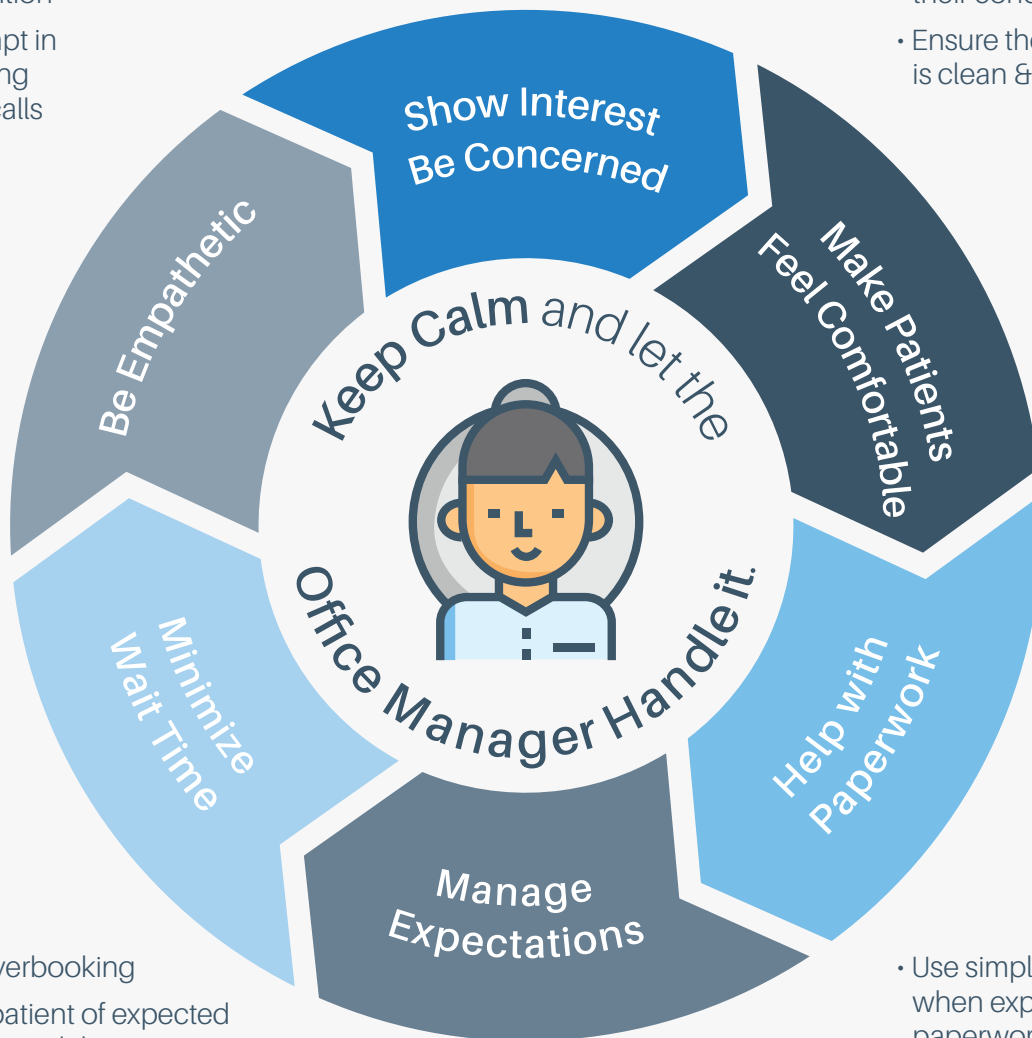 pt in
ng
alls
Ensure the
is clean &
Show Interest
Be Concerned
Make Patients
Feel Comfortable
Help with
Paperwork
Manage
Expectations
Minimize
Wait Time
Be Empathetic
Keep Calm and let the
Office Manager Handle it.
verbooking
patient of expected
• Use simpl
when exp
paperwor